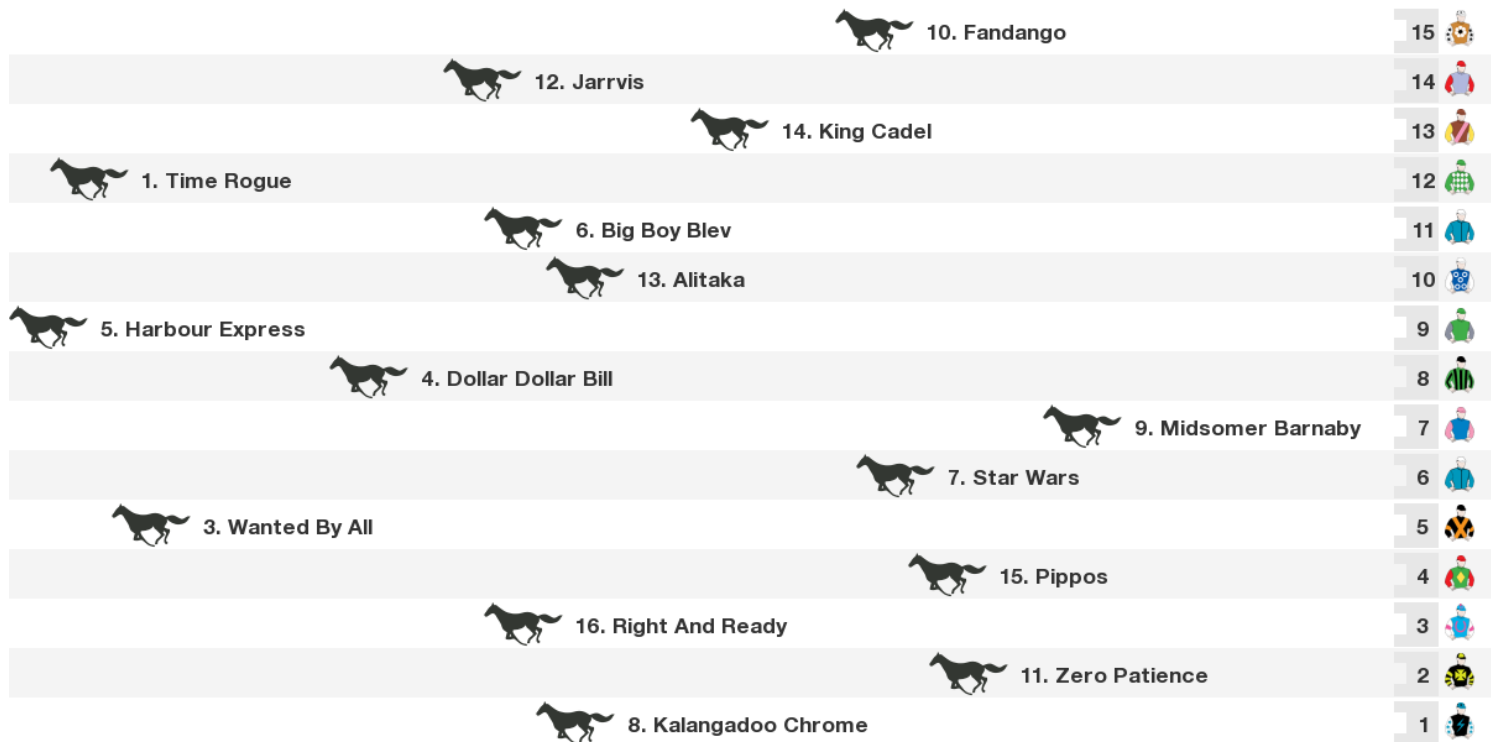 10. Fandango 15
12. Jarrvis 14
14. King Cadel 13
1. Time Rogue 12
6. Big Boy Blev 11
13. Alitaka 10
5. Harbour Express 9
4. Dollar Dollar Bill 8
9. Midsomer Barnaby 7
7. Star Wars 6
3. Wanted By All 5
15. Pippos 4
16. Right And Ready 3
11. Zero Patience 2
8. Kalangadoo Chrome 1